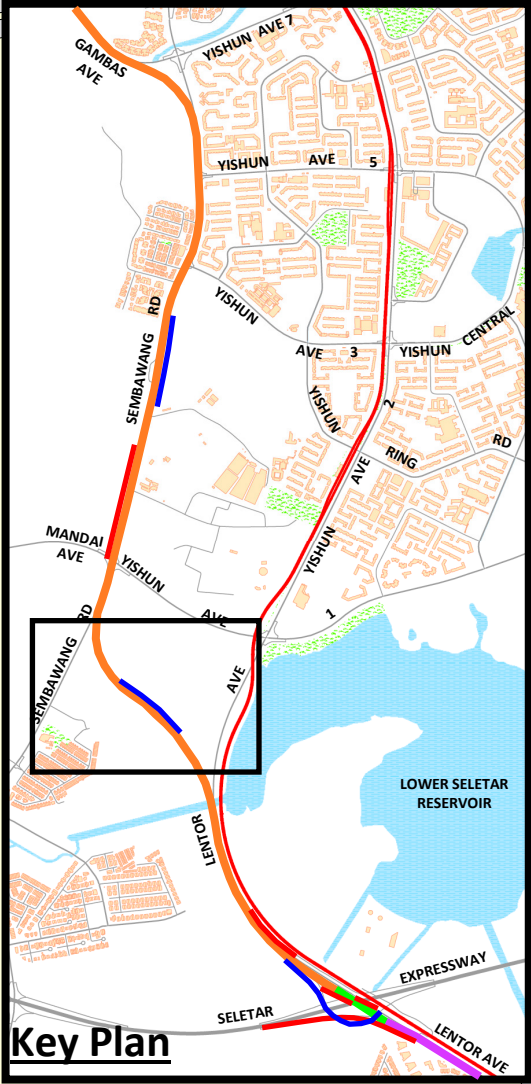 GAMBAS
AVE
YISHUN AVE 7
YISHUN AVE 5
SEMBAWANG RD
YISHUN
AVE 3
YISHUN CENTRAL
YISHUN
RING
RD
YISHUN AVE 2
MANDAI
AVE
YISHUN
AVE
1
SEMBAWANG RD
AVE
LENTOR
LOWER SELETAR
RESERVOIR
SELETAR
EXPRESSWAY
LENTOR AVE
Key Plan